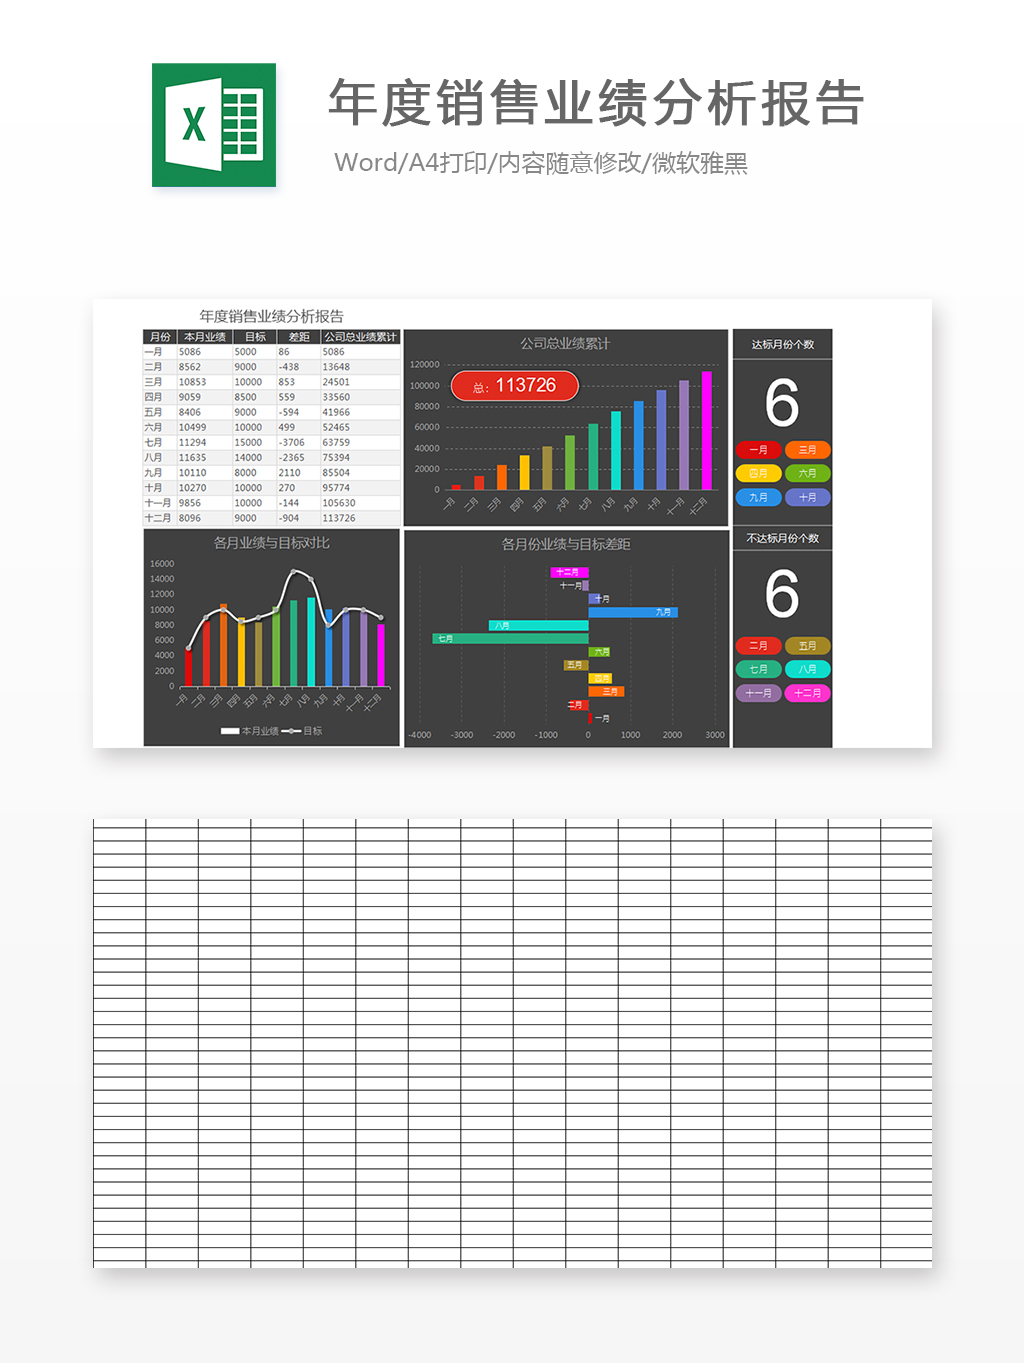 X
年度销售业绩分析报告
Word/A4打印/内容随意修改/微软雅黑
年度销售业绩分析报告
月份 本月业绩 目标 差距 公司总业绩累计
一月 5086 5000 86 5086
二月 8562 9000 -438 13648
三月 10853 10000 853 24501
四月 9059 8500 559 33560
五月 8406 9000 -594 41966
六月 10499 10000 499 52465
七月 11294 15000 -3706 63759
八月 11635 14000 -2365 75394
九月 10110 8000 2110 85504
十月 10270 10000 270 95774
十一月 9856 10000 -144 105630
十二月 8096 9000 -904 113726
公司总业绩累计
总：113726
120000
100000
80000
60000
40000
20000
0
一月 二月 三月 四月 五月 六月 七月 八月 九月 十月 十一月 十二月
达标月份个数
6
一月 三月
四月 六月
九月 十月
各月业绩与目标对比
16000
14000
12000
10000
8000
6000
4000
2000
0
一月 二月 三月 四月 五月 六月 七月 八月 九月 十月 十一月 十二月
本月业绩 目标
各月份业绩与目标差距
十二月
十一月
十月
九月
八月
七月
六月
五月
四月
三月
二月
一月
-4000 -3000 -2000 -1000 0 1000 2000 3000
不达标月份个数
6
二月 五月
七月 八月
十一月 十二月